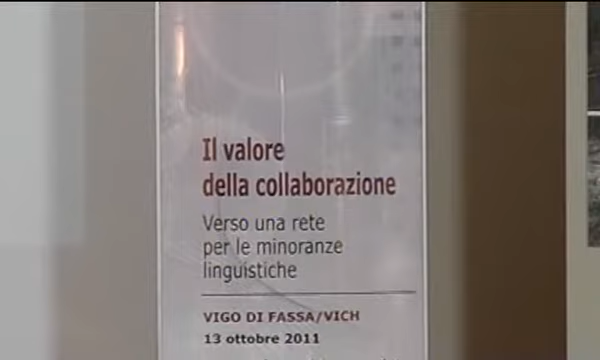 Il valore
della collaborazione
Verso una rete
per le minoranze
linguistiche
VIGO DI FASSA/VICH
13 ottobre 2011